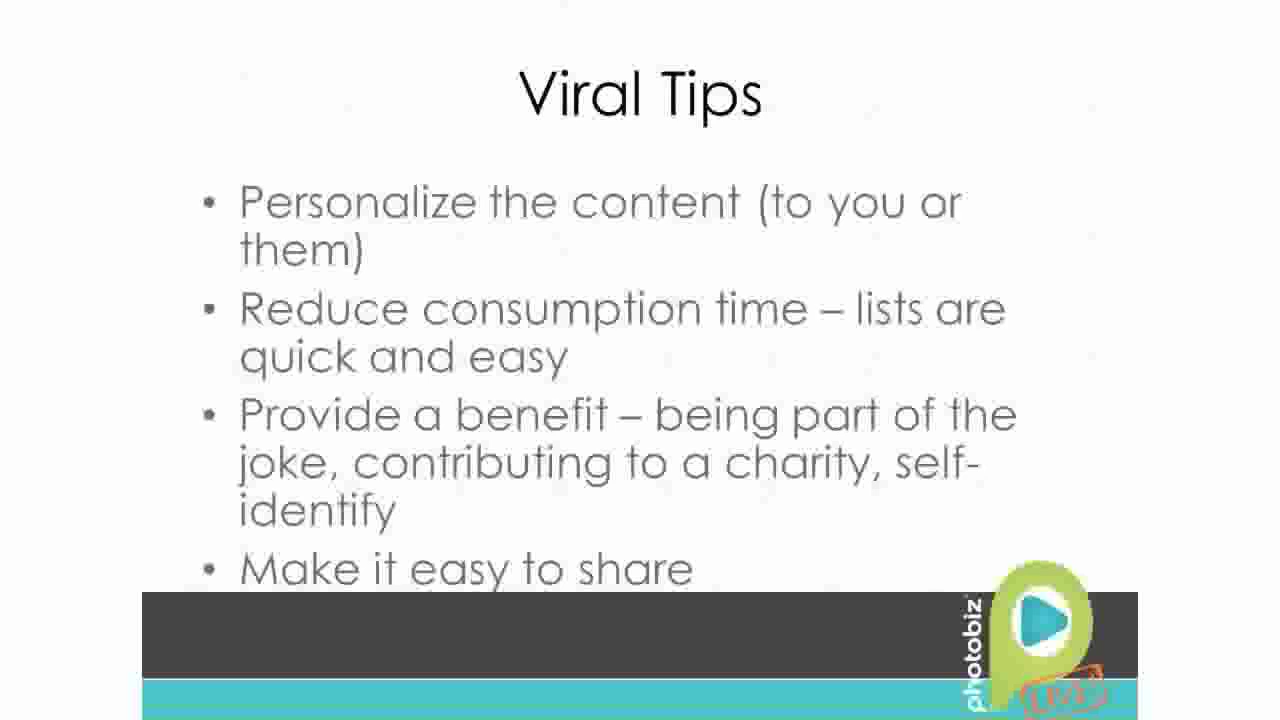 Viral Tips
• Personalize the content (to you or
them)
• Reduce consumption time – lists are
quick and easy
• Provide a benefit – being part of the
joke, contributing to a charity, self-
identify
• Make it easy to share
photobiz
LIVE